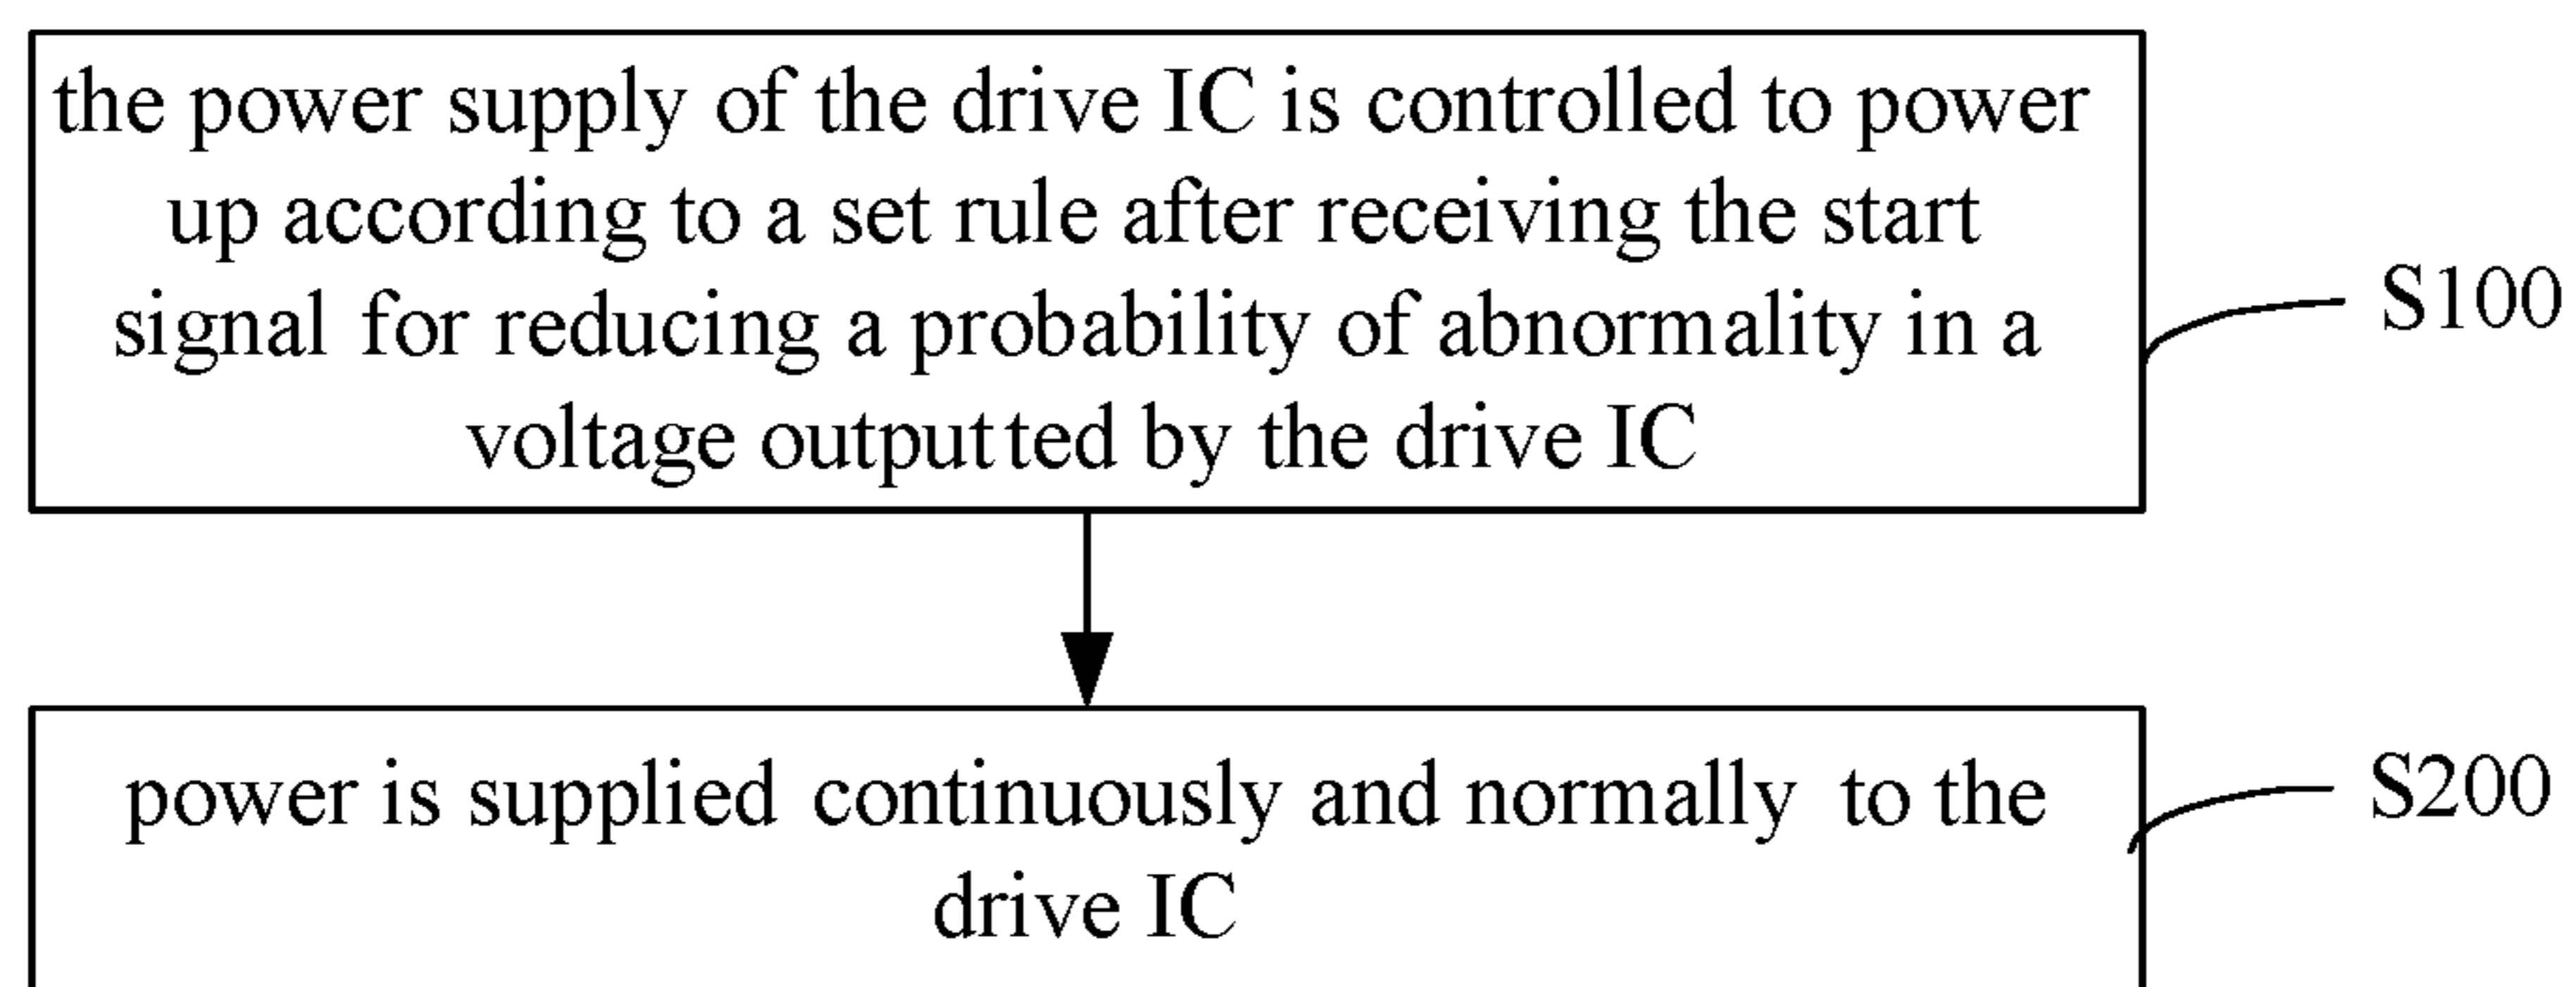 the power supply of the drive IC is controlled to power
up according to a set rule after receiving the start
signal for reducing a probability of abnormality in a
voltage outputted by the drive IC
S100
power is supplied continuously and normally to the
drive IC
S200